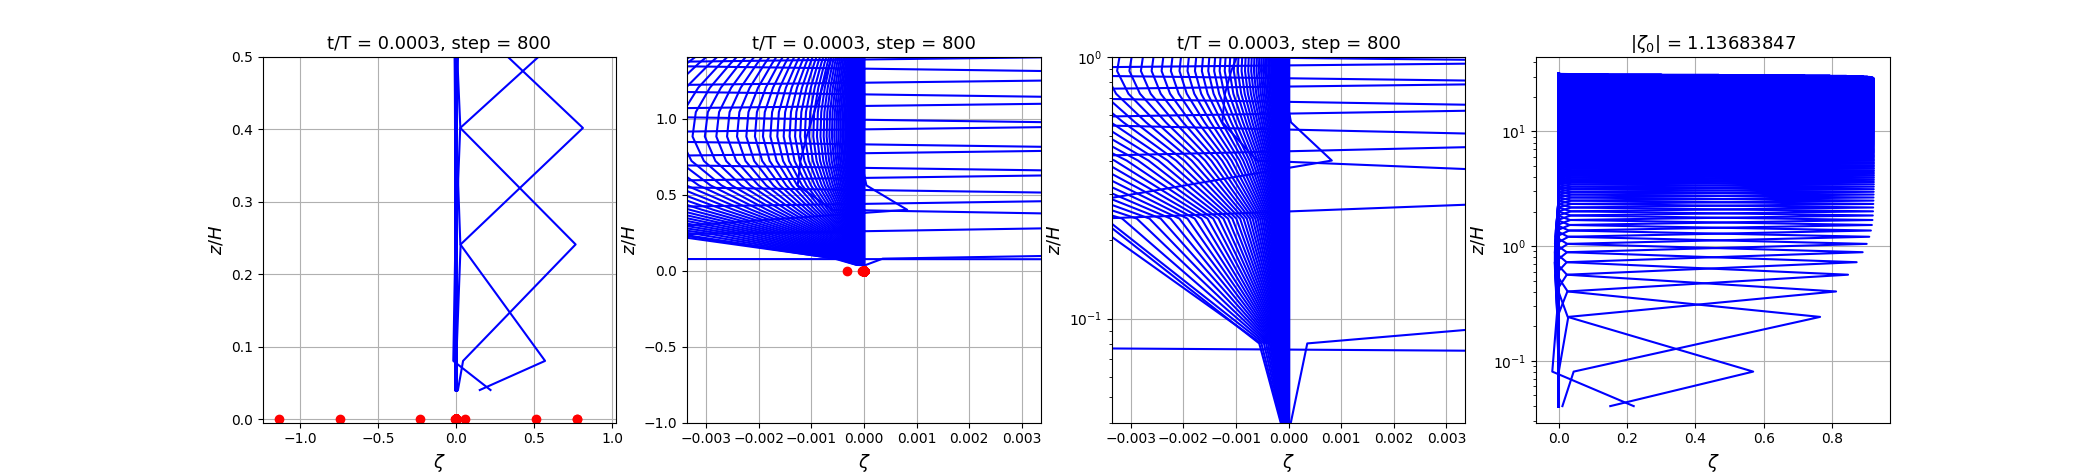 t/T = 0.0003, step = 800
0.5
0.4
0.3
0.2
0.1
0.0
z/H
−1.0 −0.5 0.0 0.5 1.0
ζ
t/T = 0.0003, step = 800
1.0
0.5
0.0
−0.5
−1.0
z/H
−0.003 −0.002 −0.001 0.000 0.001 0.002 0.003
ζ
t/T = 0.0003, step = 800
10⁰
10⁻¹
z/H
−0.003 −0.002 −0.001 0.000 0.001 0.002 0.003
ζ
|ζ₀| = 1.13683847
10¹
10⁰
10⁻¹
z/H
0.0 0.2 0.4 0.6 0.8
ζ